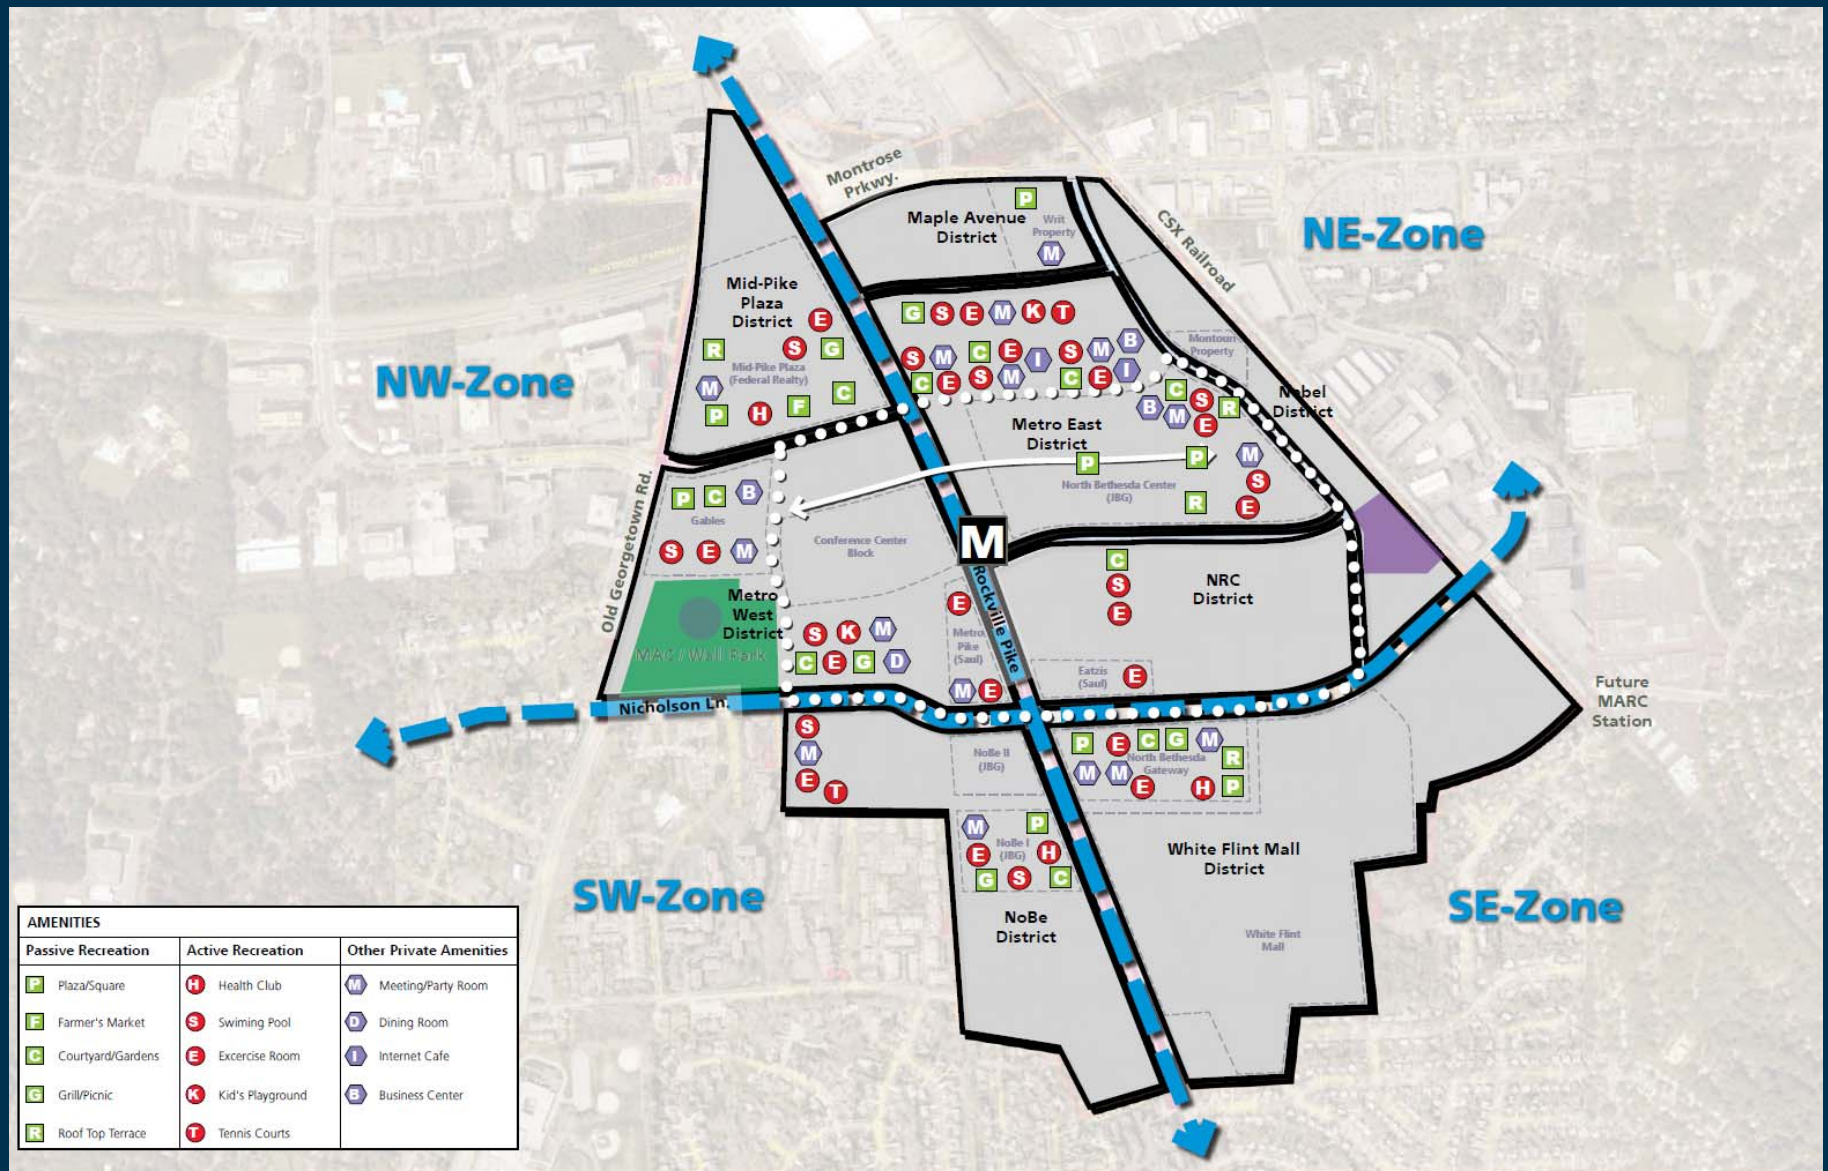 Montrose
Prkwy.
CSX Railroad
NE-Zone
NW-Zone
SW-Zone
SE-Zone
Maple Avenue
District
P
Writ
Property
M
Mid-Pike
Plaza
District
E
R
S
G
Mid-Pike Plaza
(Federal Realty)
M
C
P
H
F
G
S
E
M
K
T
S
M
C
E
I
S
M
B
C
E
S
M
C
E
I
Montouri
Property
Nobel
District
C
S
R
B
M
E
Metro East
District
P
P
M
North Bethesda Center
(JBG)
S
R
E
Old Georgetown Rd.
P
C
B
Gables
S
E
M
Conference Center
Block
M
Rockville Pike
C
S
E
NRC
District
Metro
West
District
MAC / Wall Park
S
K
M
C
E
G
D
E
Metro
Pike
(Saul)
M
E
Eatzis
(Saul)
E
Nicholson Ln.
Future
MARC
Station
S
M
E
T
NoBe II
(JBG)
P
E
C
G
M
North Bethesda
Gateway
R
M
M
E
H
P
M
P
NoBe I
(JBG)
E
H
G
S
C
NoBe
District
White Flint Mall
District
White Flint
Mall
AMENITIES
Passive Recreation
Active Recreation
Other Private Amenities
P Plaza/Square
H Health Club
M Meeting/Party Room
F Farmer's Market
S Swiming Pool
D Dining Room
C Courtyard/Gardens
E Excercise Room
I Internet Cafe
G Grill/Picnic
K Kid's Playground
B Business Center
R Roof Top Terrace
T Tennis Courts